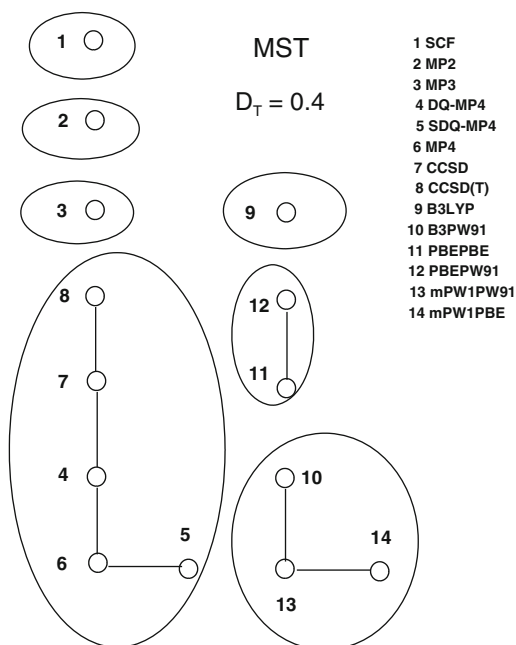 MST
D_T = 0.4
1
2
3
9
8
7
4
6
5
12
11
10
14
13
1 SCF
2 MP2
3 MP3
4 DQ-MP4
5 SDQ-MP4
6 MP4
7 CCSD
8 CCSD(T)
9 B3LYP
10 B3PW91
11 PBEPBE
12 PBEPW91
13 mPW1PW91
14 mPW1PBE